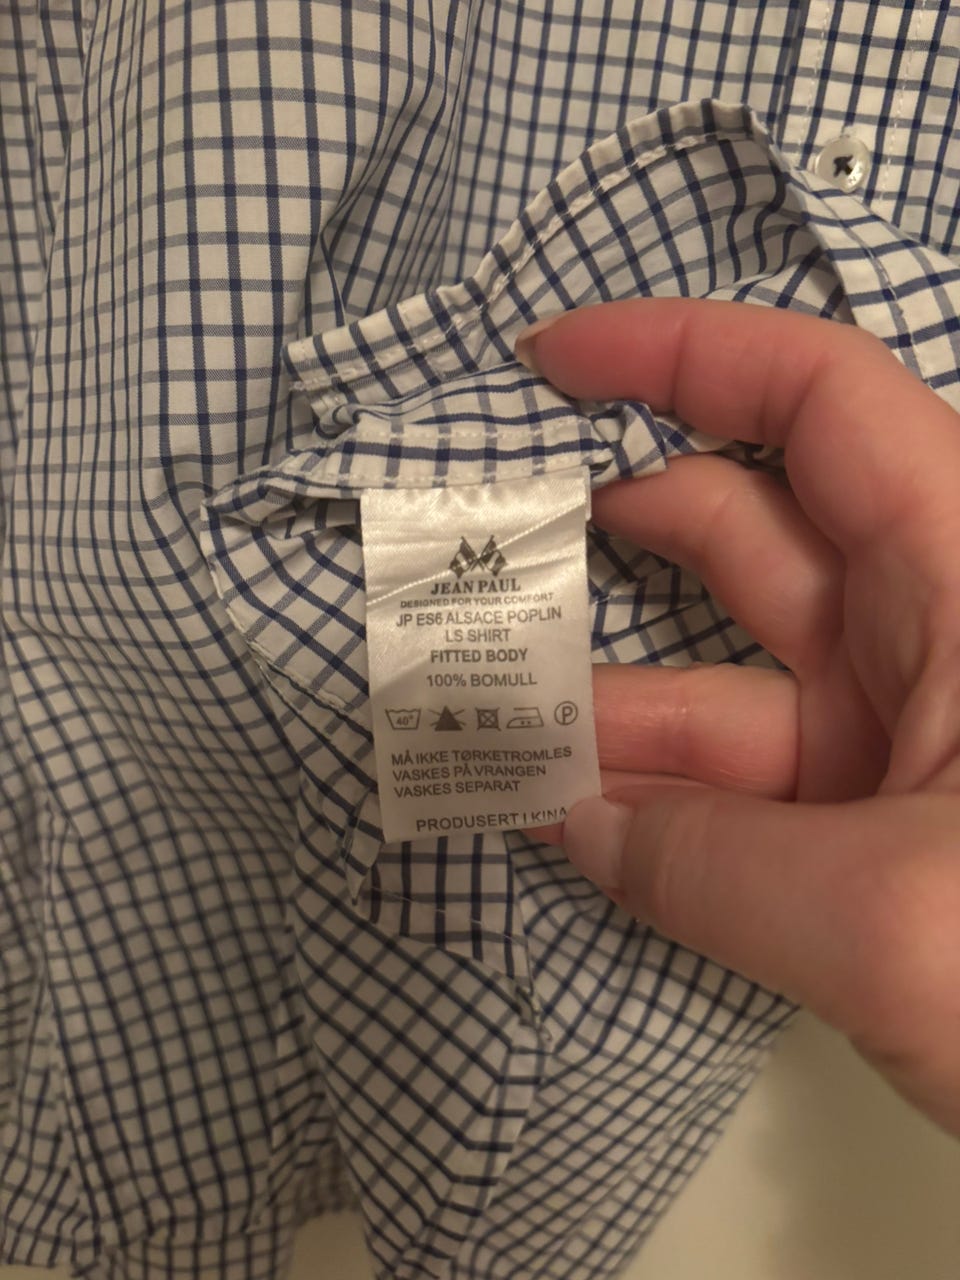 JEAN PAUL
DESIGNED FOR YOUR COMFORT
JP ES6 ALSACE POPLIN
LS SHIRT
FITTED BODY
100% BOMULL
40° P
MÅ IKKE TØRKETROMLES
VASKES PÅ VRANGEN
VASKES SEPARAT
PRODUSERT I KINA